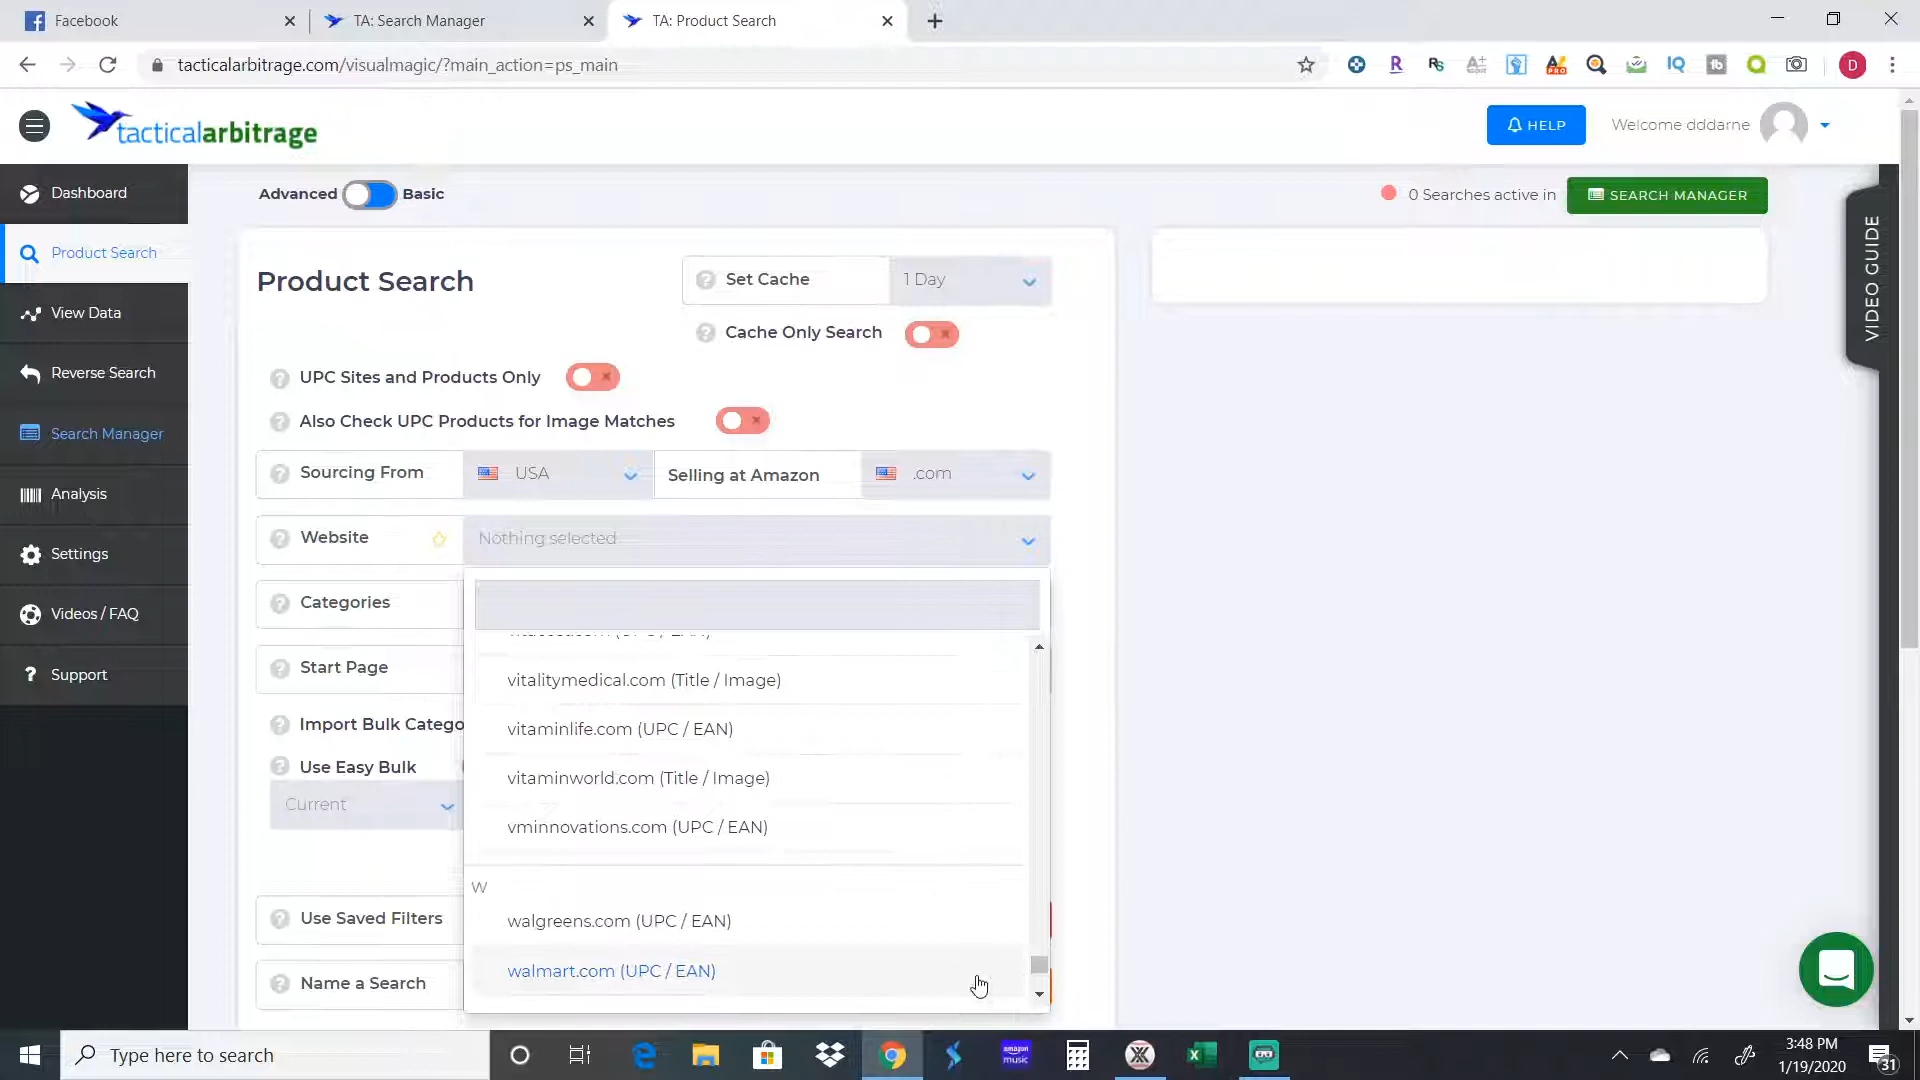 Facebook
TA: Search Manager
TA: Product Search
tacticalarbitrage.com/visualmagic/?main_action=ps_main
tacticalarbitrage
HELP
Welcome dddarne
Dashboard
Product Search
View Data
Reverse Search
Search Manager
Analysis
Settings
Videos / FAQ
Support
Advanced Basic
0 Searches active in SEARCH MANAGER
VIDEO GUIDE
Product Search
Set Cache 1 Day
Cache Only Search
UPC Sites and Products Only
Also Check UPC Products for Image Matches
Sourcing From USA Selling at Amazon .com
Website Nothing selected
Categories
Start Page
Import Bulk Catego
Use Easy Bulk
Current
Use Saved Filters
Name a Search
vitalitymedical.com (Title / Image)
vitaminlife.com (UPC / EAN)
vitaminworld.com (Title / Image)
vminnovations.com (UPC / EAN)
W
walgreens.com (UPC / EAN)
walmart.com (UPC / EAN)
Type here to search
amazon music
3:48 PM
1/19/2020
31